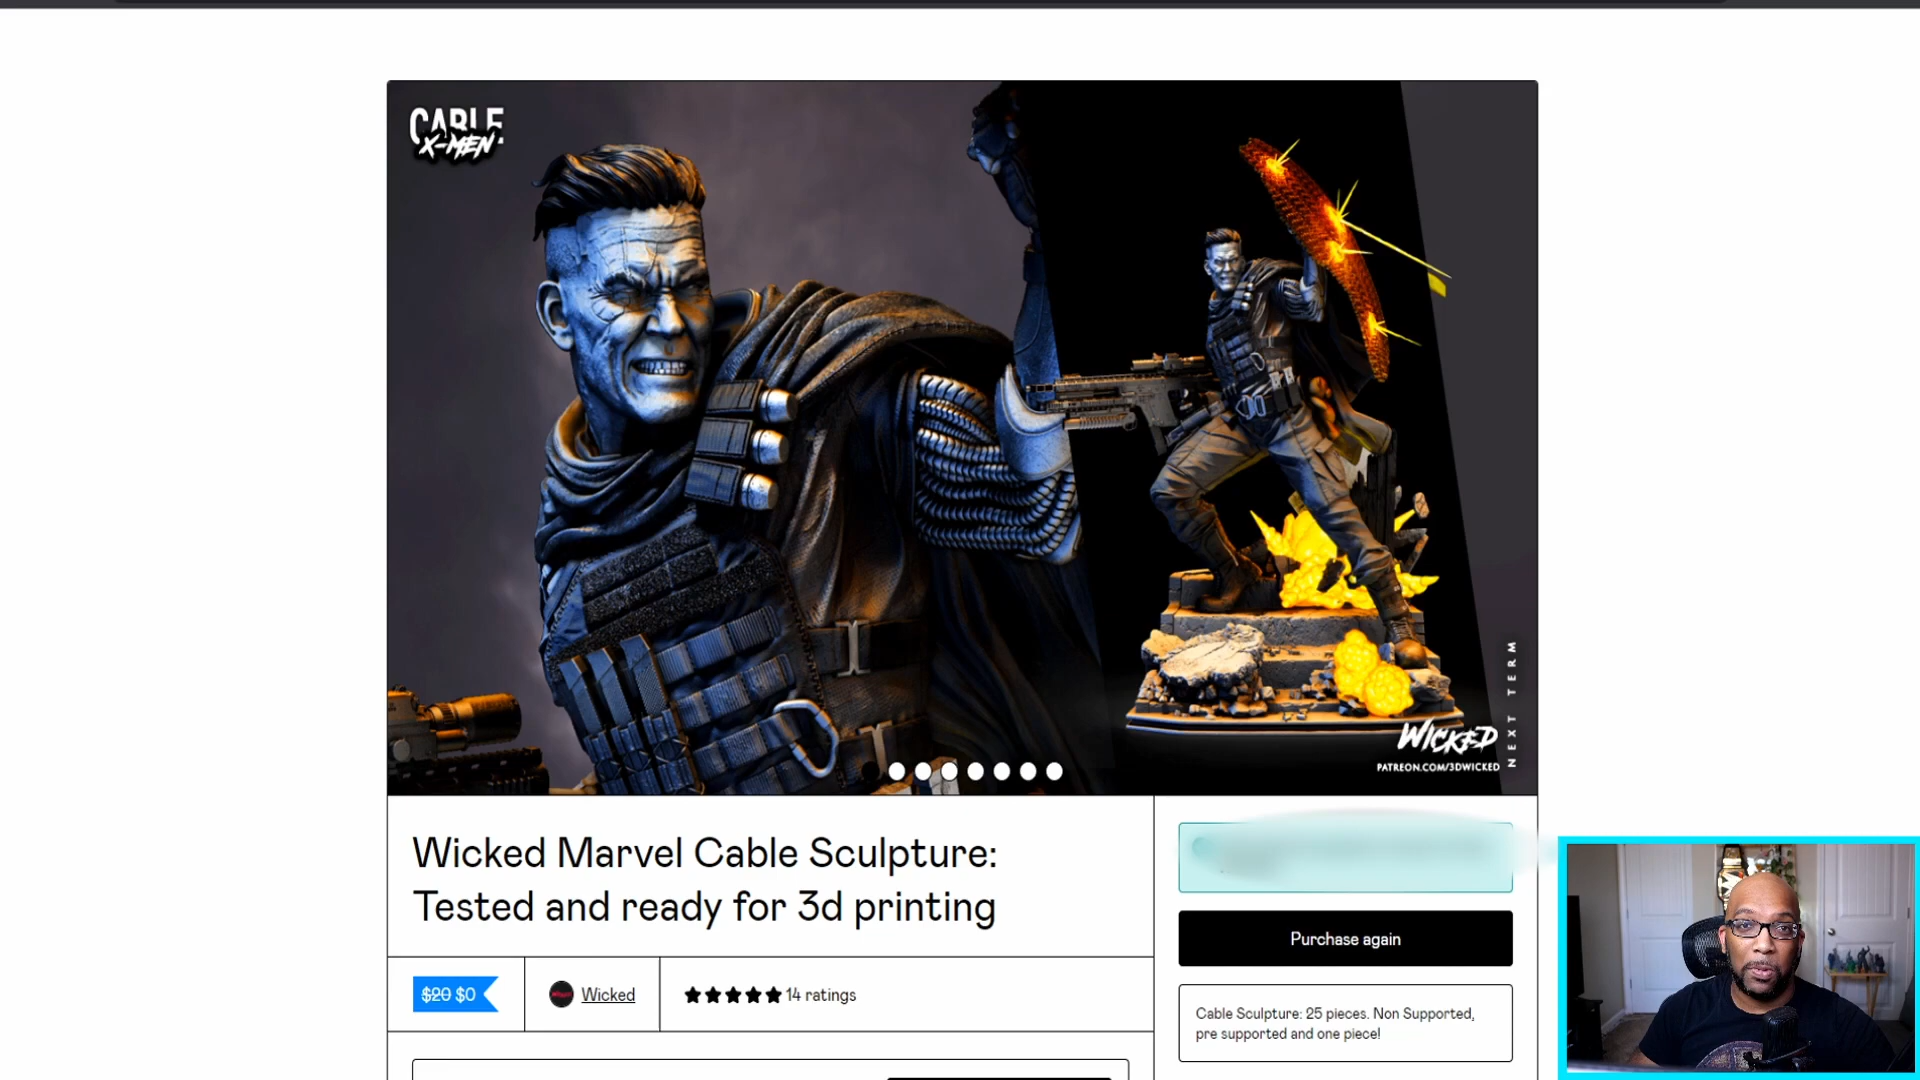 CABLE
X-MEN
WICKED
PATREON.COM/3DWICKED
NEXT TERM
Wicked Marvel Cable Sculpture:
Tested and ready for 3d printing
$20 $0
Wicked
14 ratings
Purchase again
Cable Sculpture: 25 pieces. Non Supported,
pre supported and one piece!